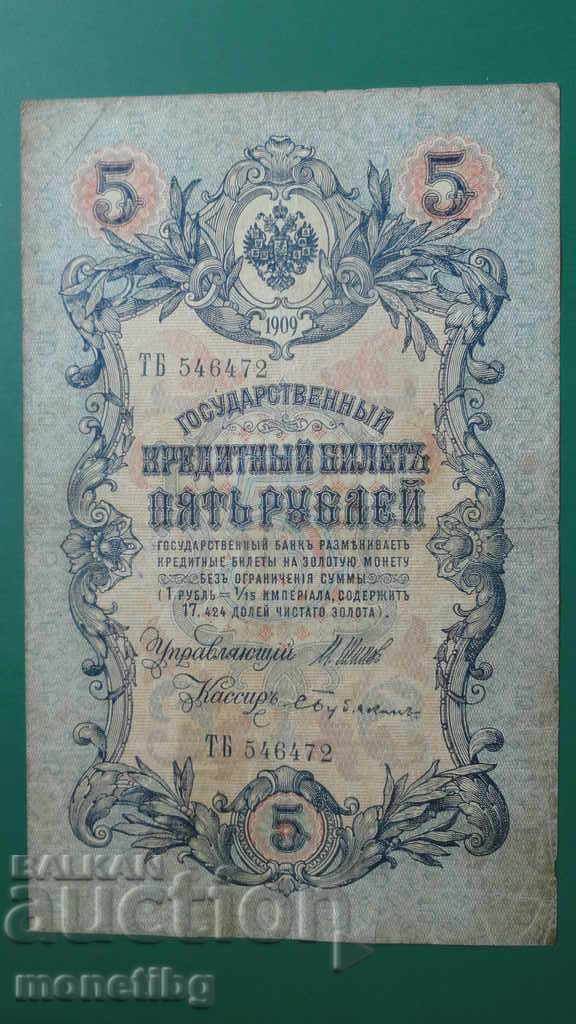 5 5
1909
ТБ 546472
ГОСУДАРСТВЕННЫЙ
КРЕДИТНЫЙ БИЛЕТЪ
ПЯТЬ РУБЛЕЙ
ГОСУДАРСТВЕННЫЙ БАНКЪ РАЗМѢНИВАЕТЪ
КРЕДИТНЫЕ БИЛЕТЫ НА ЗОЛОТУЮ МОНЕТУ
БЕЗЪ ОГРАНИЧЕНІЯ СУММЫ
(1 РУБЛЬ = 1/15 ИМПЕРІАЛА, СОДЕРЖИТЪ
17,424 ДОЛЕЙ ЧИСТАГО ЗОЛОТА).
Управляющій И. Шипов
Кассиръ
ТБ 546472
5
BALKAN
auction
monetibg